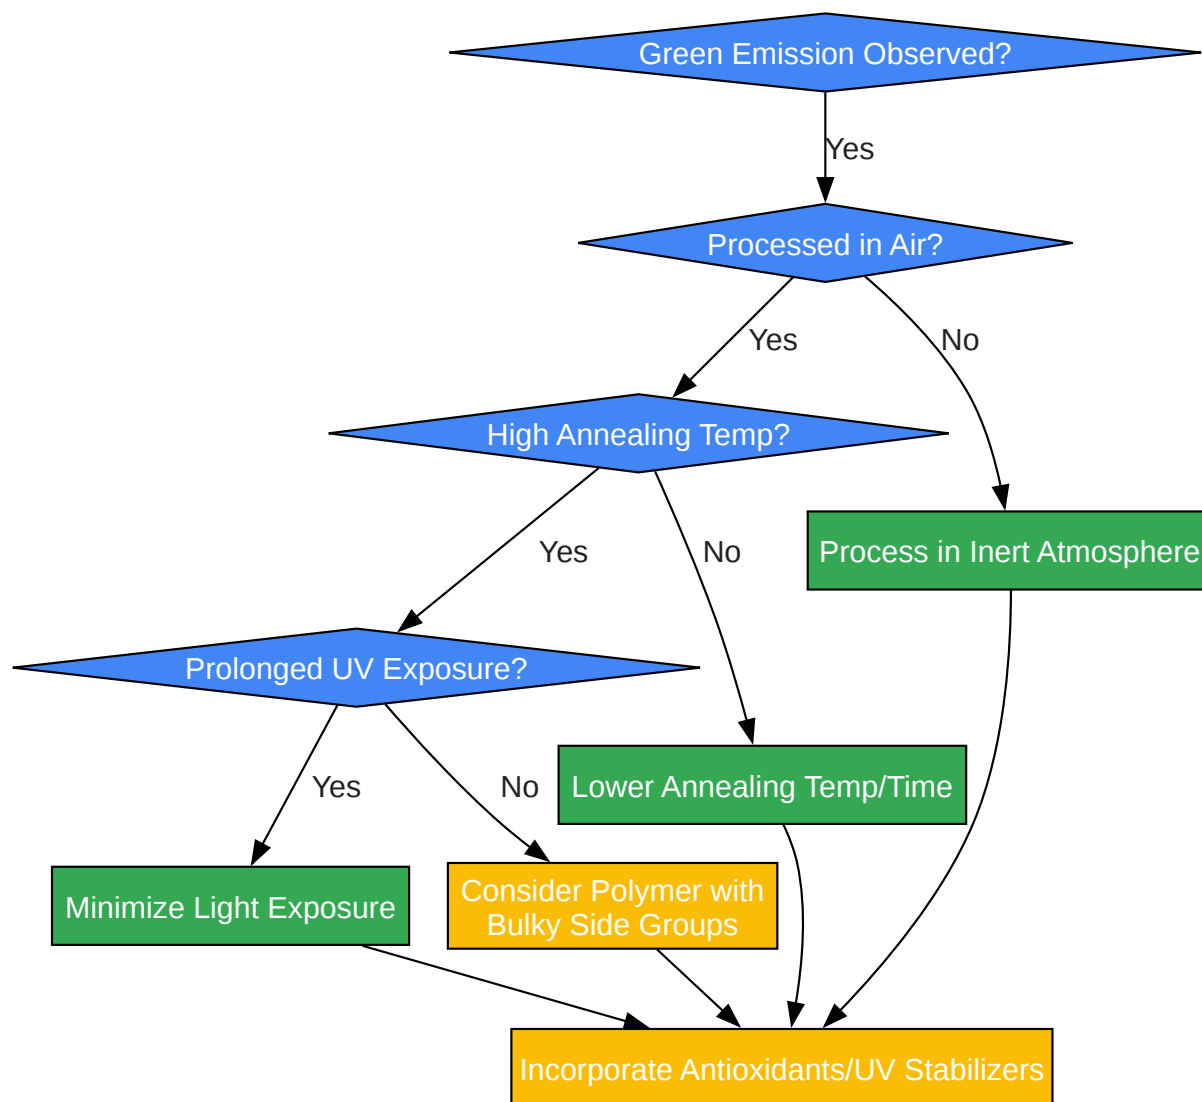 Green Emission Observed?
Yes
Processed in Air?
Yes
No
High Annealing Temp?
Yes
No
Process in Inert Atmosphere
Prolonged UV Exposure?
Yes
No
Lower Annealing Temp/Time
Minimize Light Exposure
Consider Polymer with
Bulky Side Groups
Incorporate Antioxidants/UV Stabilizers